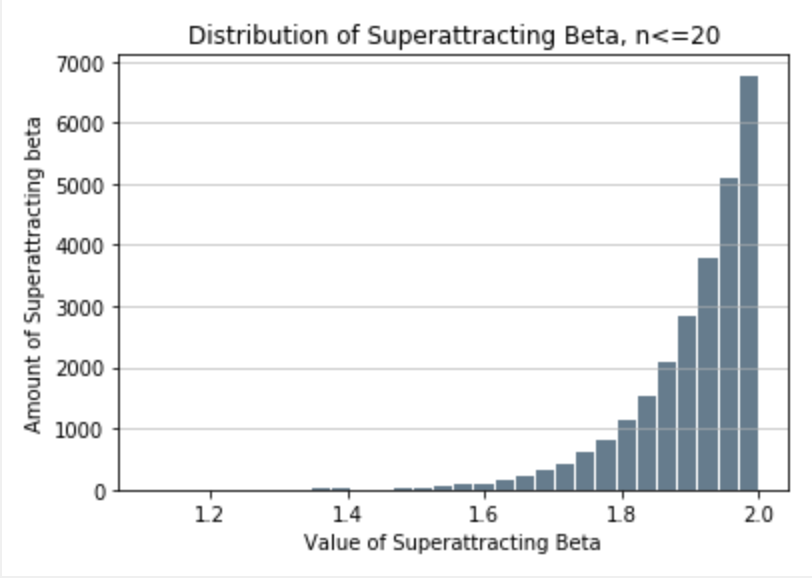 Distribution of Superattracting Beta, n<=20
Amount of Superattracting beta
7000
6000
5000
4000
3000
2000
1000
0
1.2 1.4 1.6 1.8 2.0
Value of Superattracting Beta